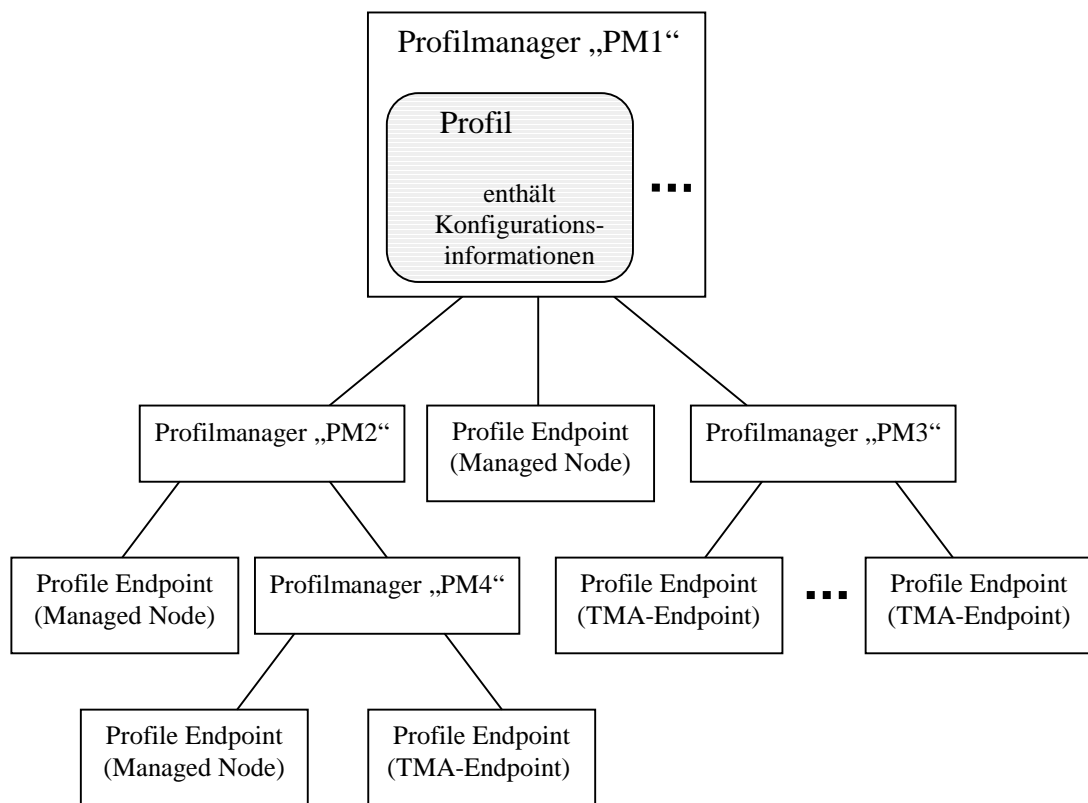 Profilmanager „PM1“
Profil
enthält
Konfigurations-
informationen
...
Profilmanager „PM2“
Profile Endpoint
(Managed Node)
Profilmanager „PM3“
Profile Endpoint
(Managed Node)
Profilmanager „PM4“
Profile Endpoint
(TMA-Endpoint)
...
Profile Endpoint
(TMA-Endpoint)
Profile Endpoint
(Managed Node)
Profile Endpoint
(TMA-Endpoint)